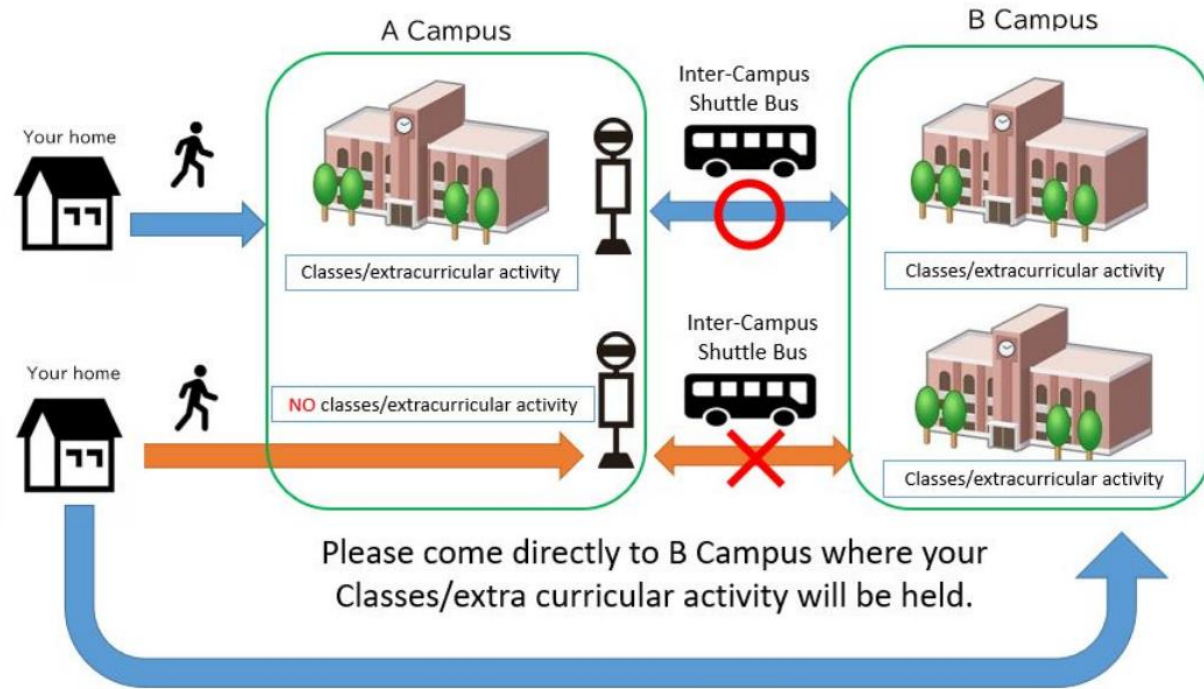 A Campus
B Campus
Inter-Campus
Shuttle Bus
Your home
Classes/extracurricular activity
Classes/extracurricular activity
Inter-Campus
Shuttle Bus
Your home
NO classes/extracurricular activity
Classes/extracurricular activity
Please come directly to B Campus where your
Classes/extra curricular activity will be held.